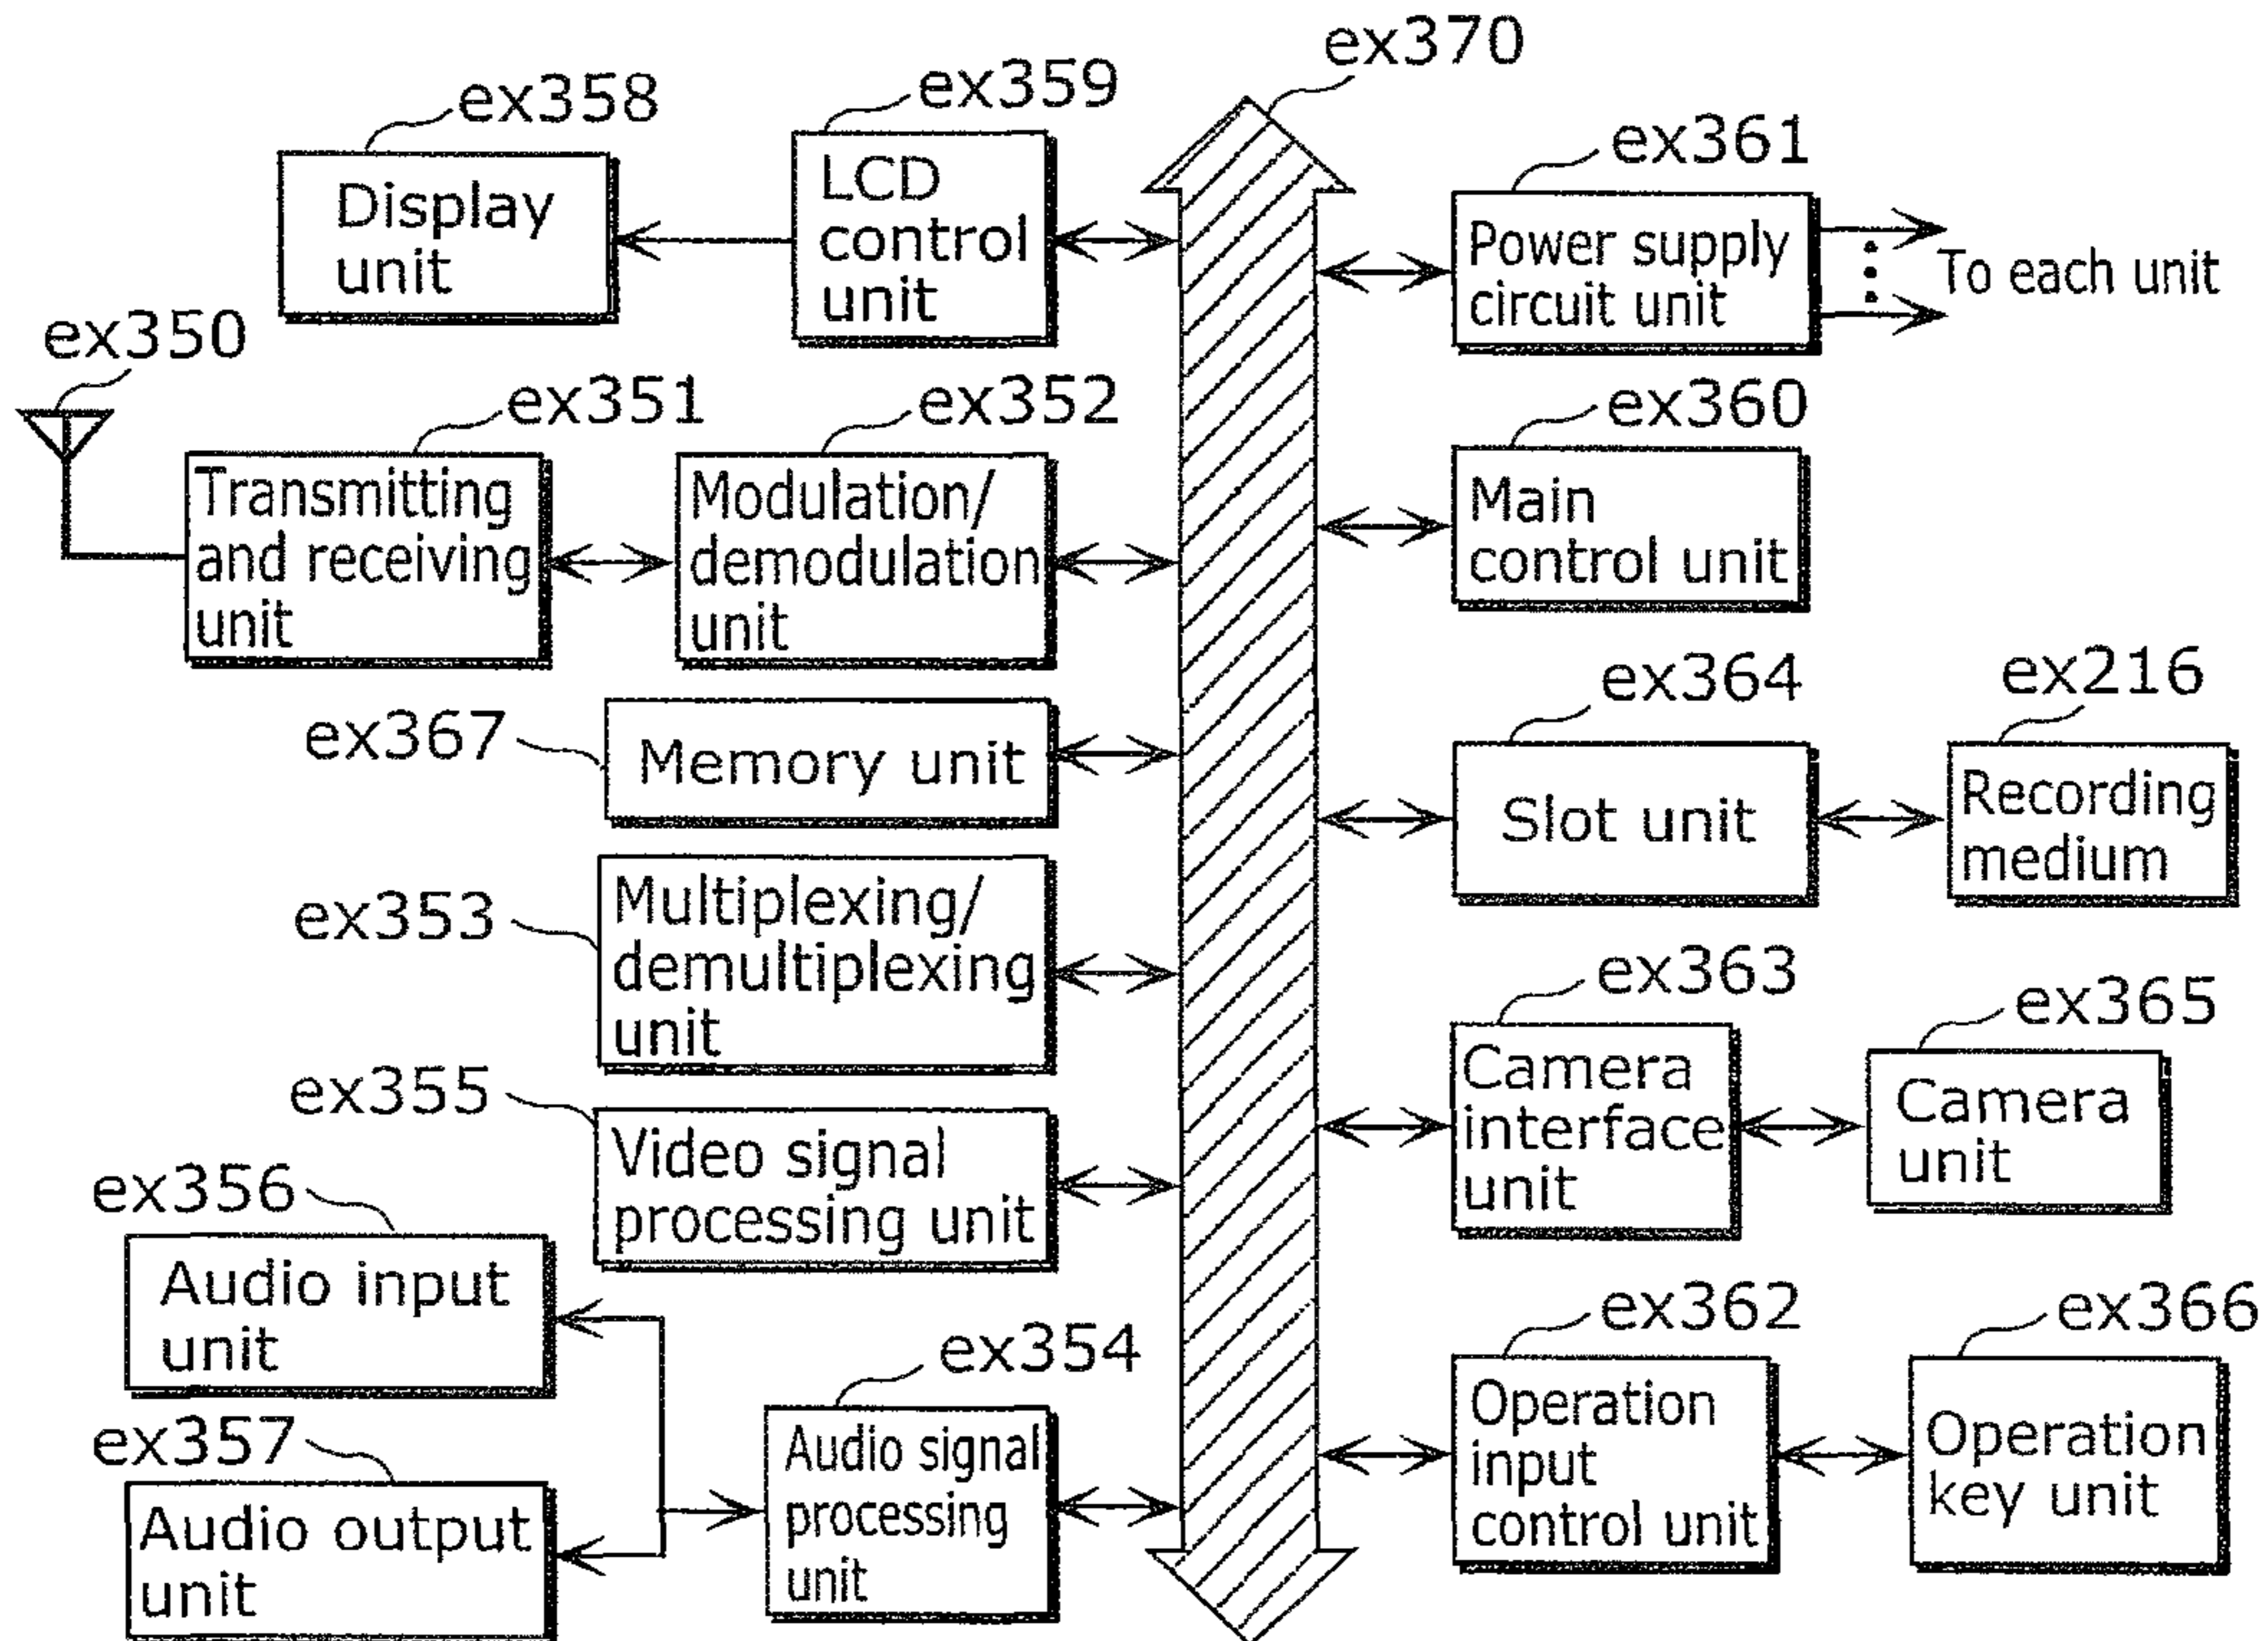 ex370
ex358
ex359
ex361
Display
unit
LCD
control
unit
Power supply
circuit unit
To each unit
ex350
ex351
ex352
ex360
Transmitting
and receiving
unit
Modulation/
demodulation
unit
Main
control unit
ex367
Memory unit
ex364
ex216
Slot unit
Recording
medium
ex353
Multiplexing/
demultiplexing
unit
ex363
ex365
Camera
interface
unit
Camera
unit
ex355
Video signal
processing unit
ex356
Audio input
unit
ex354
ex362
ex366
ex357
Audio output
unit
Audio signal
processing
unit
Operation
input
control unit
Operation
key unit